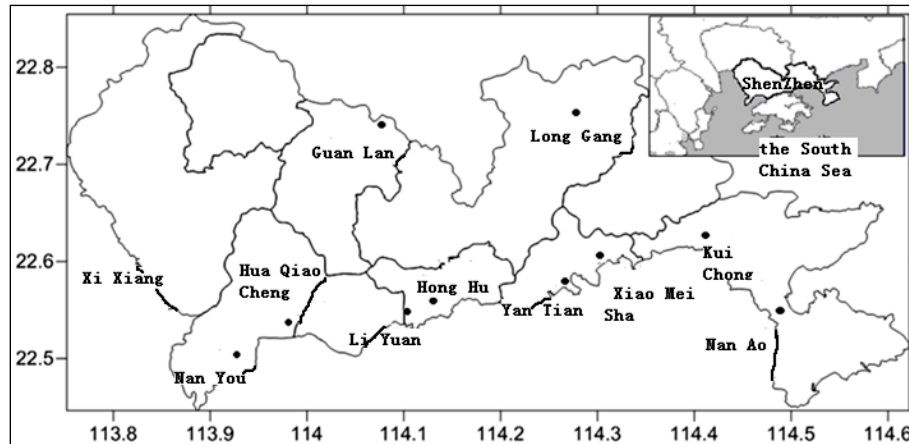 22.8
22.7
22.6
22.5
113.8
113.9
114
114.1
114.2
114.3
114.4
114.5
114.6
ShenZhen
the South
China Sea
Long Gang
Guan Lan
Xi Xiang
Hua Qiao
Cheng
Hong Hu
Kui
Chong
Yan Tian
Xiao Mei
Sha
Li Yuan
Nan Ao
Nan You